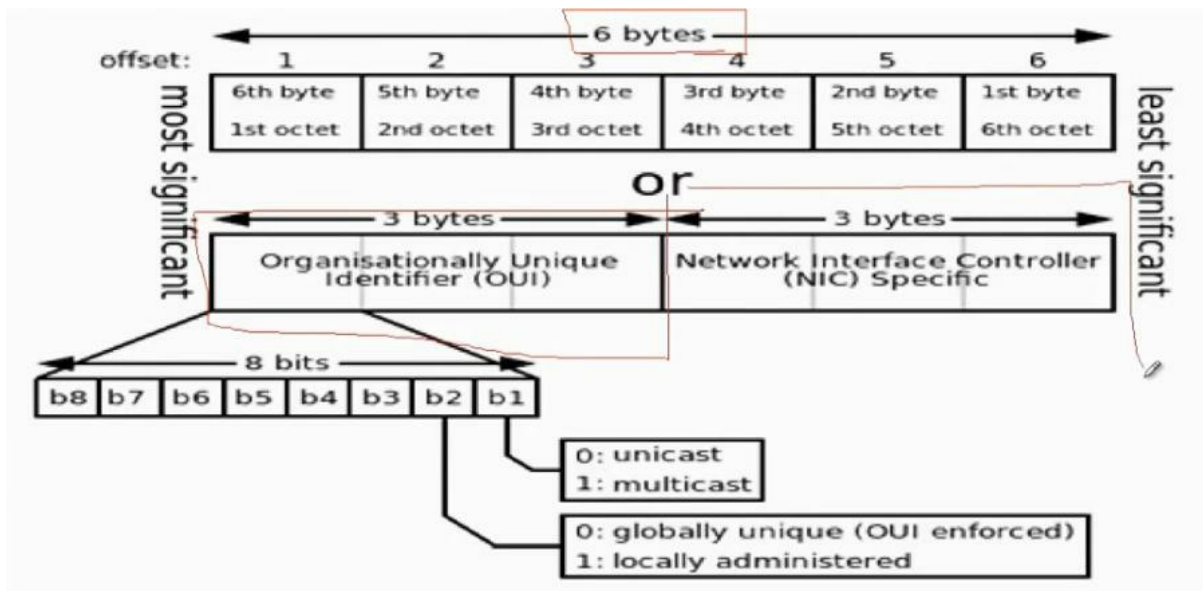 6 bytes
offset: 1 2 3 4 5 6
most significant
6th byte 5th byte 4th byte 3rd byte 2nd byte 1st byte
1st octet 2nd octet 3rd octet 4th octet 5th octet 6th octet
least significant
or
3 bytes 3 bytes
Organisationally Unique Network Interface Controller
Identifier (OUI) (NIC) Specific
8 bits
b8 b7 b6 b5 b4 b3 b2 b1
0: unicast
1: multicast
0: globally unique (OUI enforced)
1: locally administered